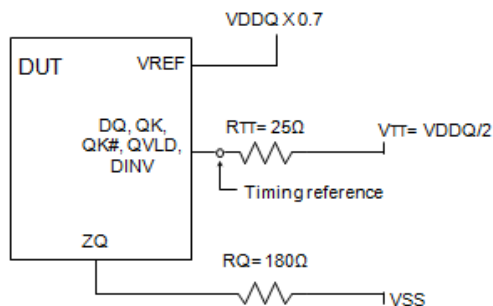 VDDQ X 0.7
DUT
VREF
DQ, QK,
QK#, QVLD,
DINV
RTT= 25Ω
VTT= VDDQ/2
Timing reference
ZQ
RQ= 180Ω
VSS